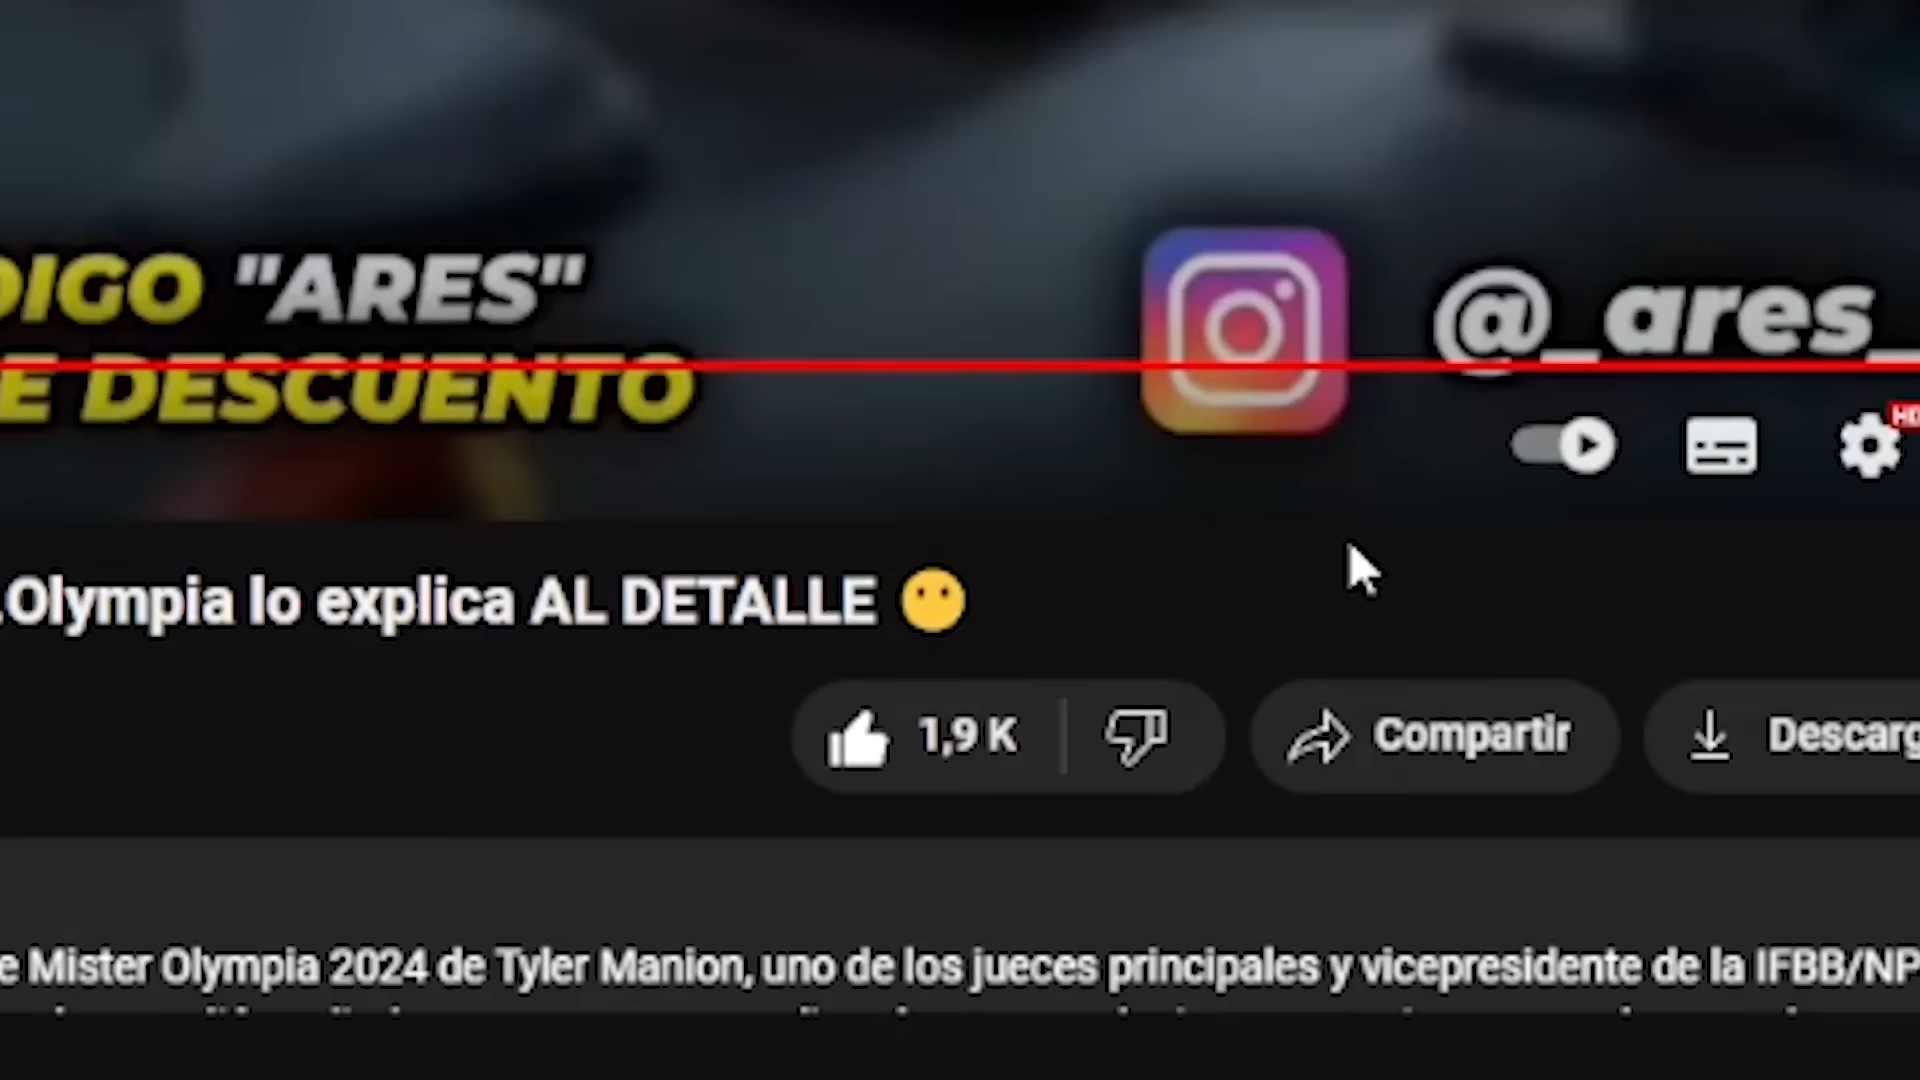 DIGO "ARES"
E DESCUENTO
@_ares_
HD
.Olympia lo explica AL DETALLE
1,9 K
Compartir
Descarg
e Mister Olympia 2024 de Tyler Manion, uno de los jueces principales y vicepresidente de la IFBB/NP